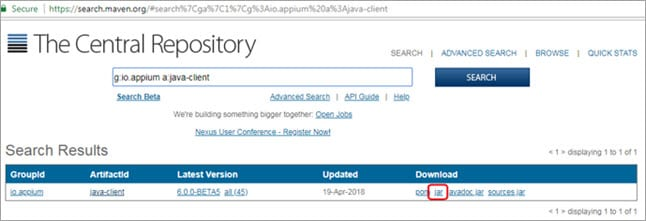 Secure | https://search.maven.org/#search%7Cga%7C1%7Cg%3Aio.appium%20a%3Ajava-client
The Central Repository
SEARCH | ADVANCED SEARCH | BROWSE | QUICK STATS
g:io.appium a:java-client
SEARCH
Search Beta Advanced Search | API Guide | Help
We're building something bigger together: Open Jobs
Nexus User Conference - Register Now!
Search Results
< 1 > displaying 1 to 1 of 1
GroupId ArtifactId Latest Version Updated Download
io.appium java-client 6.0.0-BETA5 all (45) 19-Apr-2018 pom jar javadoc.jar sources.jar
< 1 > displaying 1 to 1 of 1